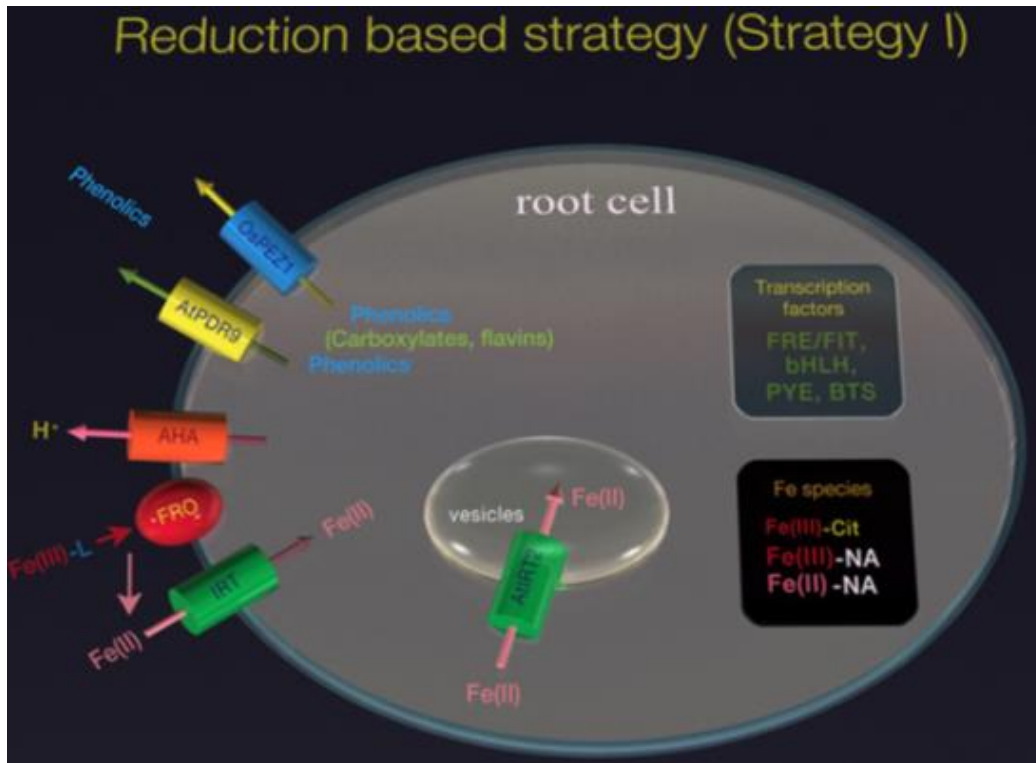 Reduction based strategy (Strategy I)
root cell
Phenolics
OsPEZ1
AtPDR9
Phenolics
(Carboxylates, flavins)
Phenolics
Transcription
factors
FRE/FIT,
bHLH,
PYE, BTS
H⁺
AHA
FRO
Fe(III)-L
Fe(II)
IRT
Fe(II)
vesicles
Fe(II)
AtIRT2
Fe(II)
Fe species
Fe(III)-Cit
Fe(III)-NA
Fe(II) -NA